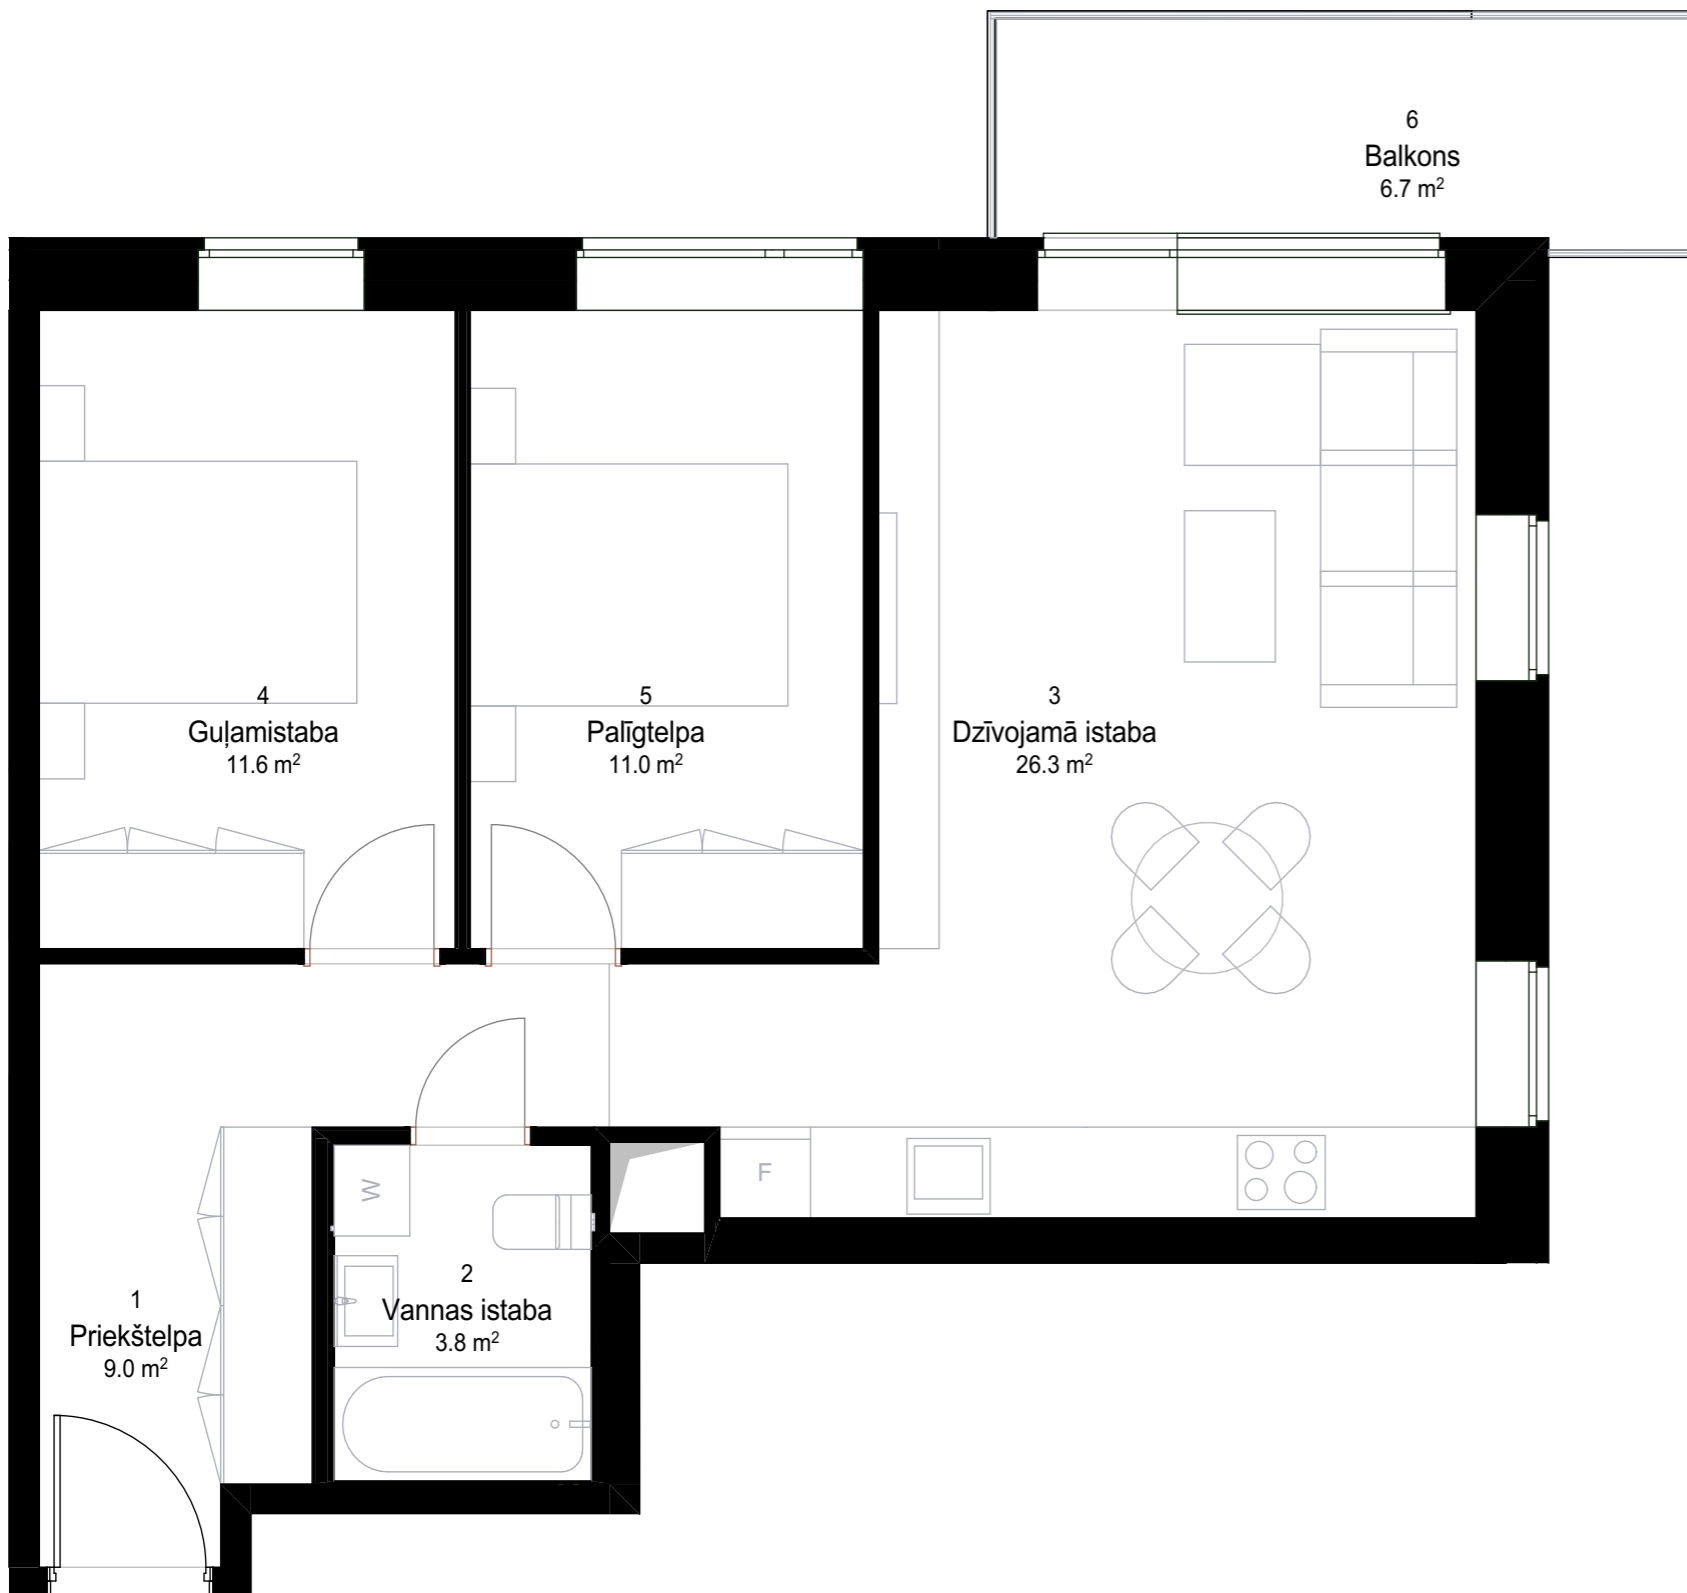 6
Balkons
6.7 m²
4
Guļamistaba
11.6 m²
5
Palīgtelpa
11.0 m²
3
Dzīvojamā istaba
26.3 m²
W
F
2
Vannas istaba
3.8 m²
1
Priekštelpa
9.0 m²